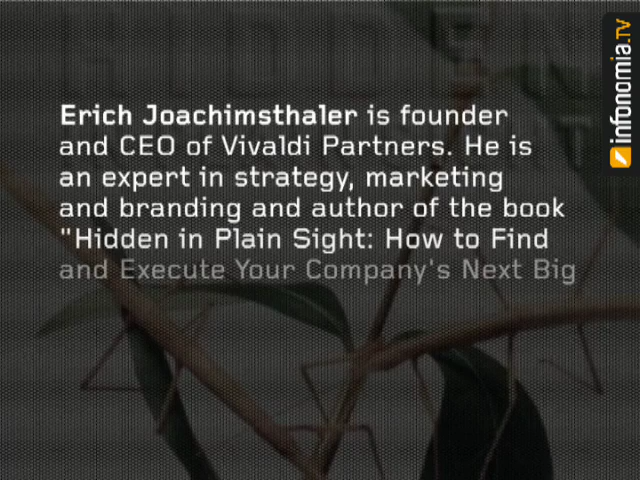 infonomia.TV
Erich Joachimsthaler is founder
and CEO of Vivaldi Partners. He is
an expert in strategy, marketing
and branding and author of the book
"Hidden in Plain Sight: How to Find
and Execute Your Company's Next Big